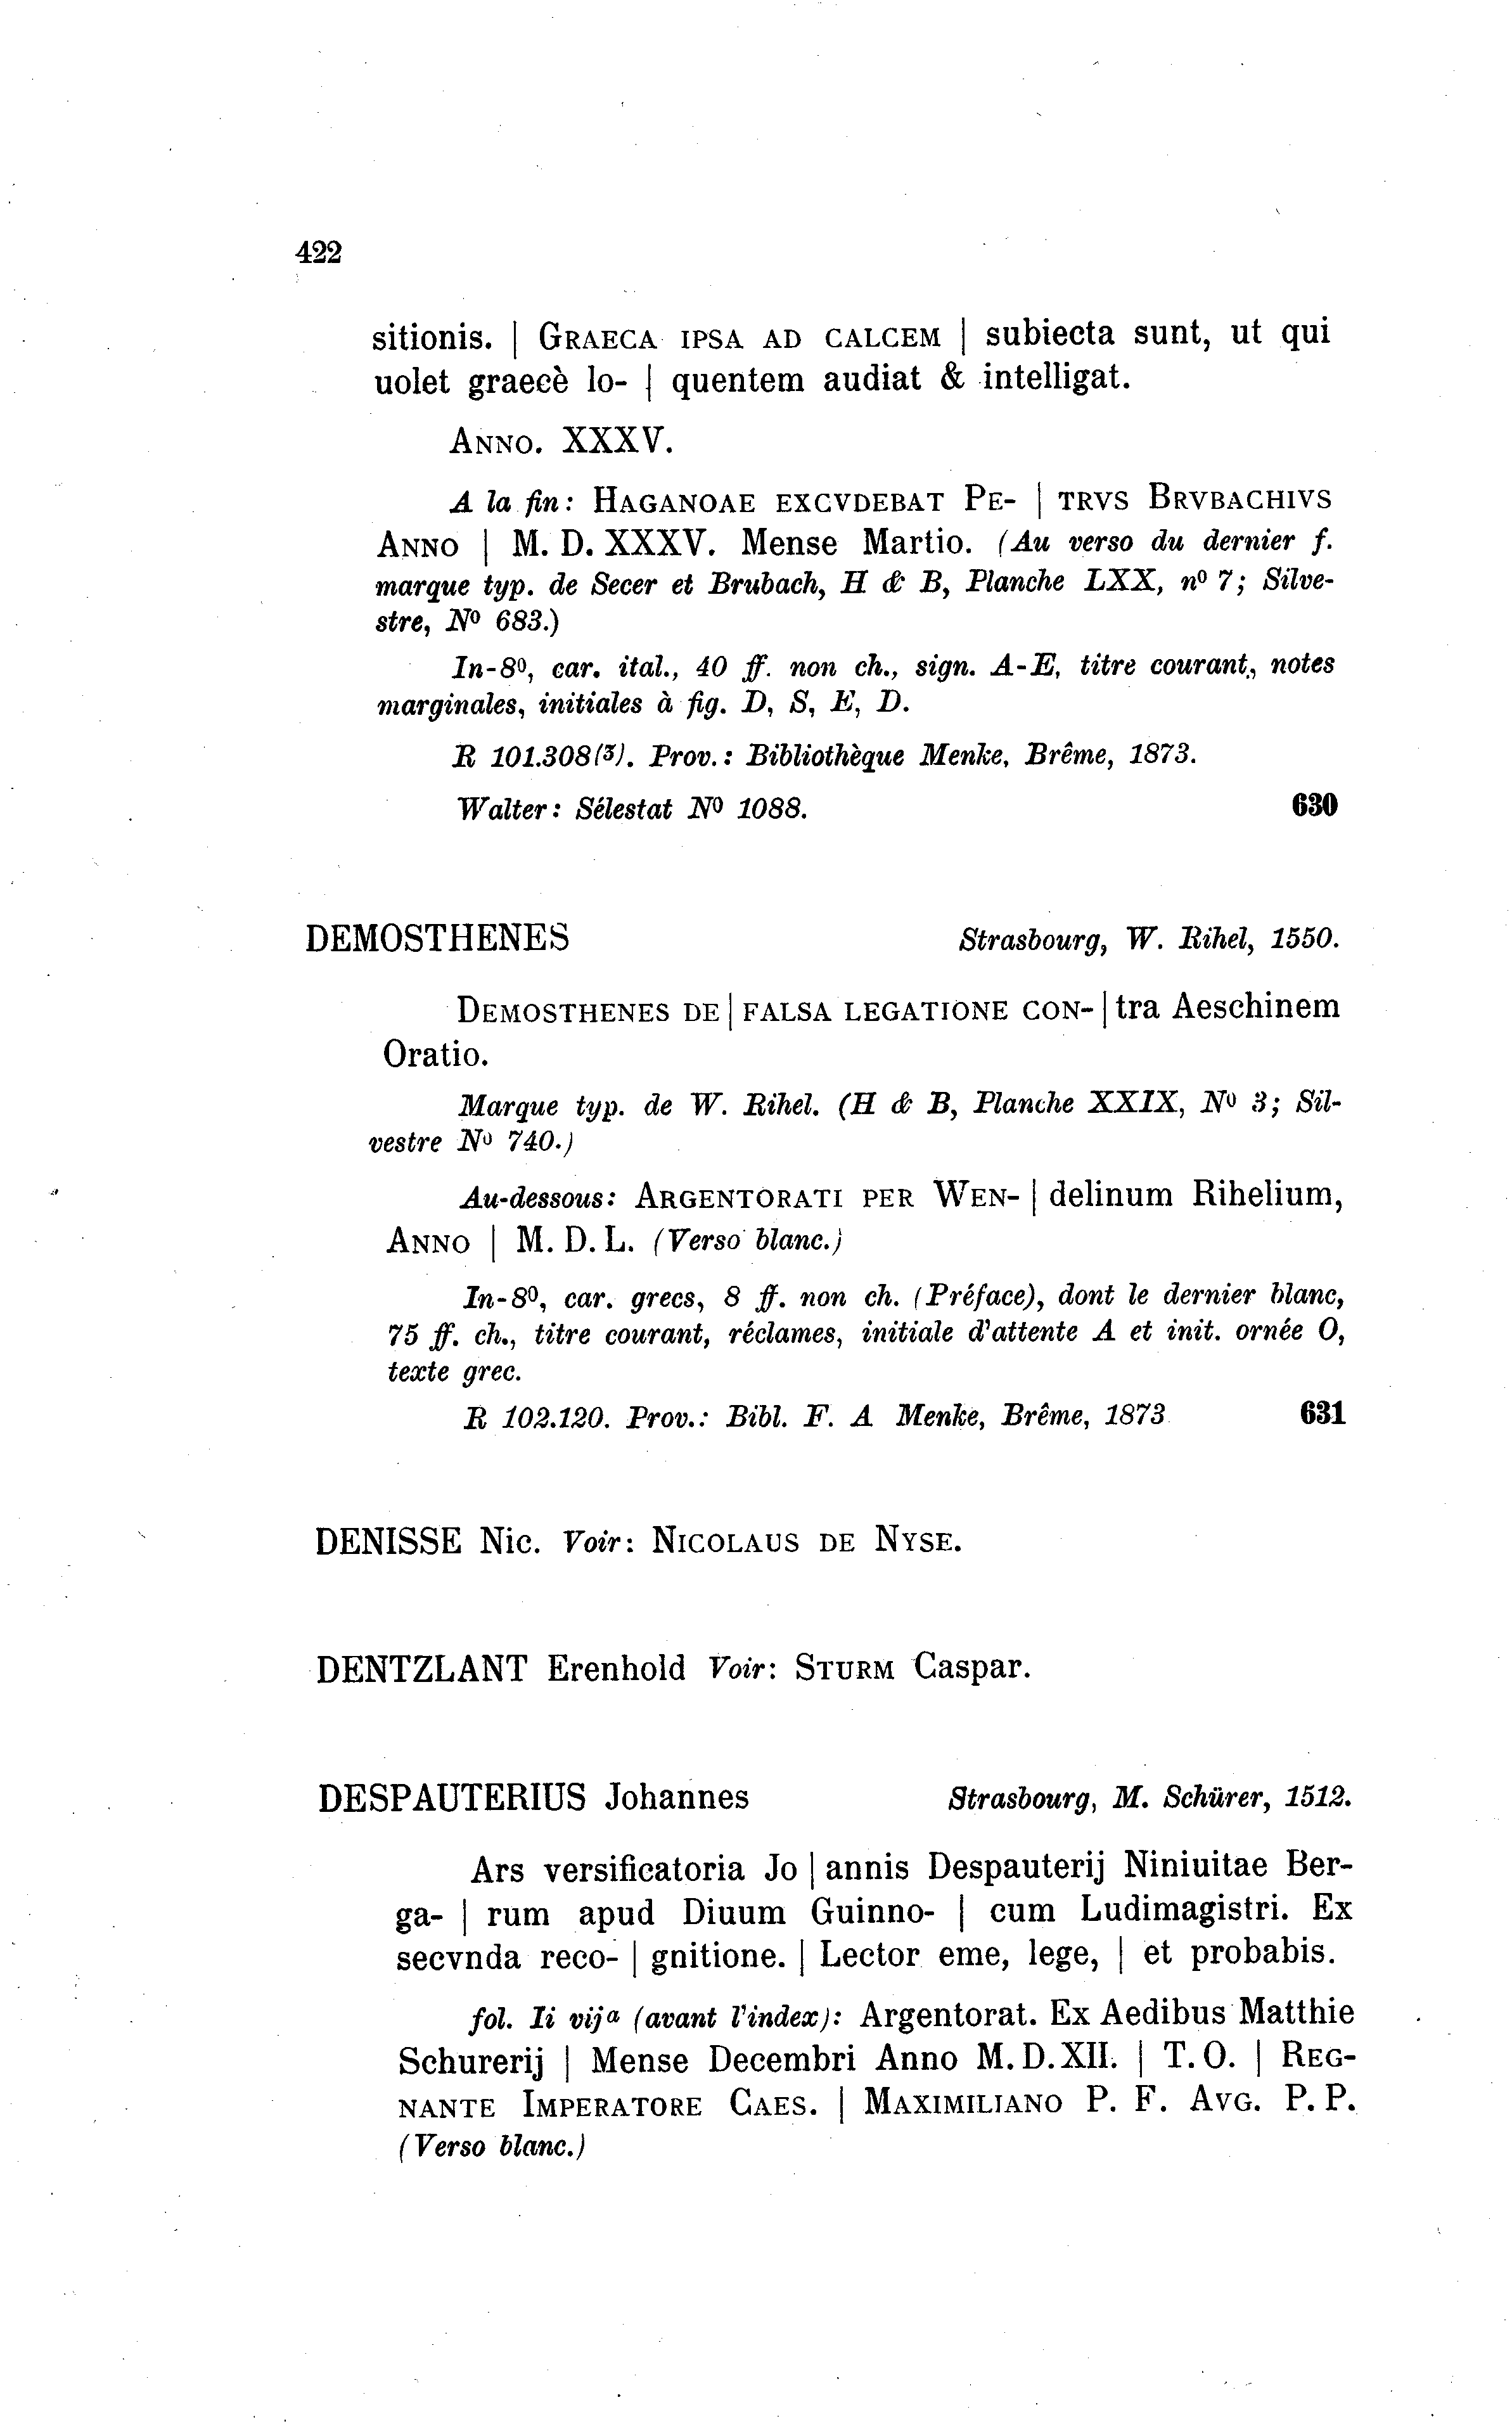 422
sitionis. | GRAECA IPSA AD CALCEM | subiecta sunt, ut qui
uolet graecè lo- | quentem audiat & intelligat.
ANNO. XXXV.
A la fin: HAGANOAE EXCVDEBAT PE- | TRVS BRVBACHIVS
ANNO | M. D. XXXV. Mense Martio. (Au verso du dernier f.
marque typ. de Secer et Brubach, H & B, Planche LXX, nº 7; Silve-
stre, Nº 683.)
In-8º, car. ital., 40 ff. non ch., sign. A-E, titre courant, notes
marginales, initiales à fig. D, S, E, D.
R 101.308(3). Prov.: Bibliothèque Menke, Brême, 1873.
Walter: Sélestat Nº 1088. 630
DEMOSTHENES Strasbourg, W. Rihel, 1550.
DEMOSTHENES DE | FALSA LEGATIONE CON- | tra Aeschinem
Oratio.
Marque typ. de W. Rihel. (H & B, Planche XXIX, Nº 3; Sil-
vestre Nº 740.)
Au-dessous: ARGENTORATI PER WEN- | delinum Rihelium,
ANNO | M. D. L. (Verso blanc.)
In-8º, car. grecs, 8 ff. non ch. (Préface), dont le dernier blanc,
75 ff. ch., titre courant, réclames, initiale d'attente A et init. ornée O,
texte grec.
R 102.120. Prov.: Bibl. F. A Menke, Brême, 1873 631
DENISSE Nic. Voir: NICOLAUS DE NYSE.
DENTZLANT Erenhold Voir: STURM Caspar.
DESPAUTERIUS Johannes Strasbourg, M. Schürer, 1512.
Ars versificatoria Jo | annis Despauterij Niniuitae Ber-
ga- | rum apud Diuum Guinno- | cum Ludimagistri. Ex
secvnda reco- | gnitione. | Lector eme, lege, | et probabis.
fol. Ii vijª (avant l'index): Argentorat. Ex Aedibus Matthie
Schurerij | Mense Decembri Anno M. D. XII. | T. O. | REG-
NANTE IMPERATORE CAES. | MAXIMILIANO P. F. AVG. P. P.
(Verso blanc.)